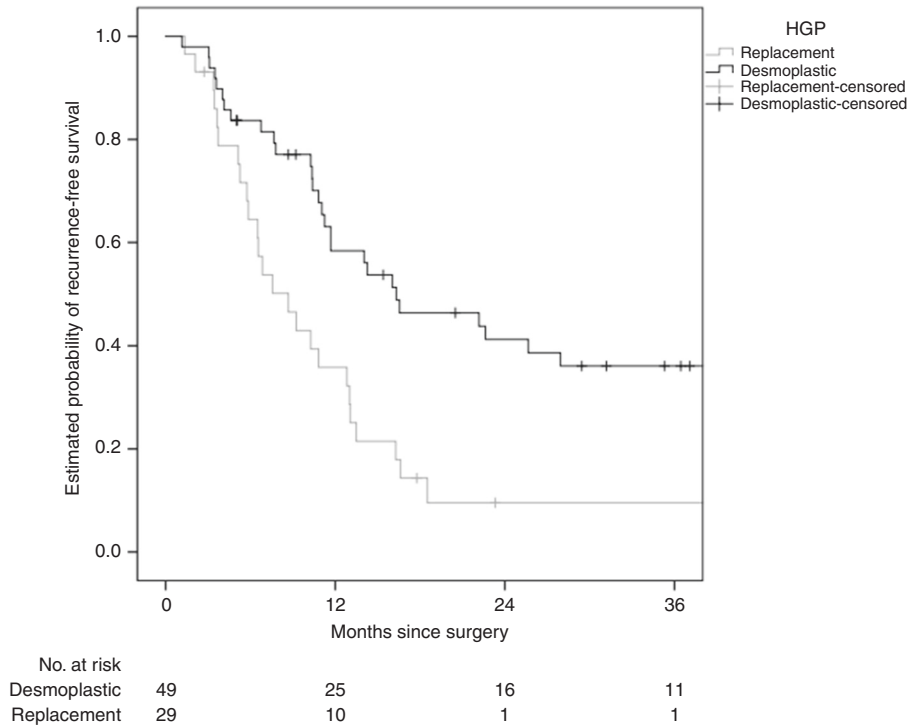 HGP
Replacement
Desmoplastic
Replacement-censored
Desmoplastic-censored
Estimated probability of recurrence-free survival
1.0
0.8
0.6
0.4
0.2
0.0
0 12 24 36
Months since surgery
No. at risk
Desmoplastic 49 25 16 11
Replacement 29 10 1 1